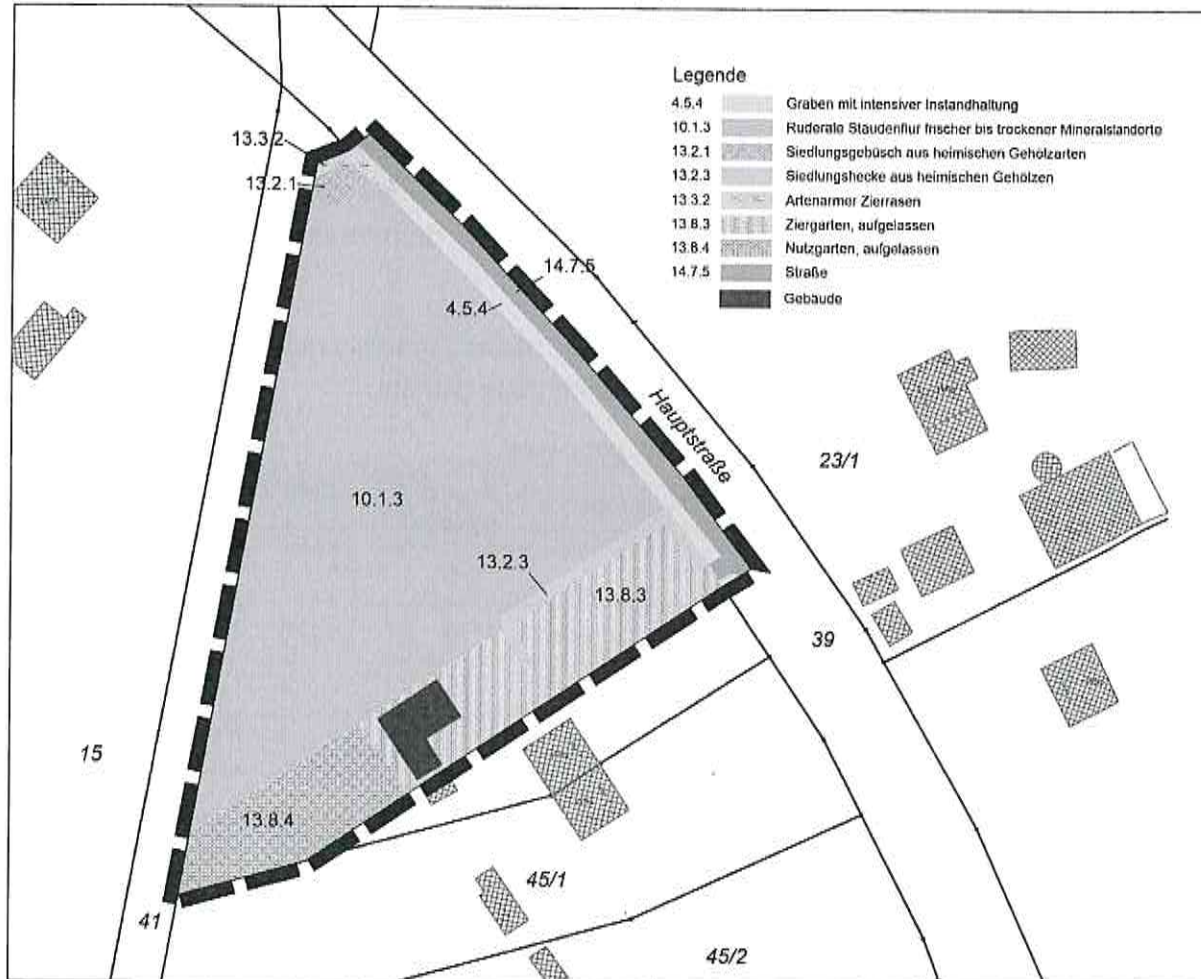 Legende
4.5.4 Graben mit intensiver Instandhaltung
10.1.3 Ruderale Staudenflur frischer bis trockener Mineralstandorte
13.2.1 Siedlungsgebüsch aus heimischen Gehölzarten
13.2.3 Siedlungshecke aus heimischen Gehölzen
13.3.2 Artenarmer Zierrasen
13.8.3 Ziergarten, aufgelassen
13.8.4 Nutzgarten, aufgelassen
14.7.5 Straße
Gebäude
13.3.2
13.2.1
14.7.5
4.5.4
Hauptstraße
23/1
10.1.3
13.2.3
13.8.3
39
15
13.8.4
45/1
41
45/2